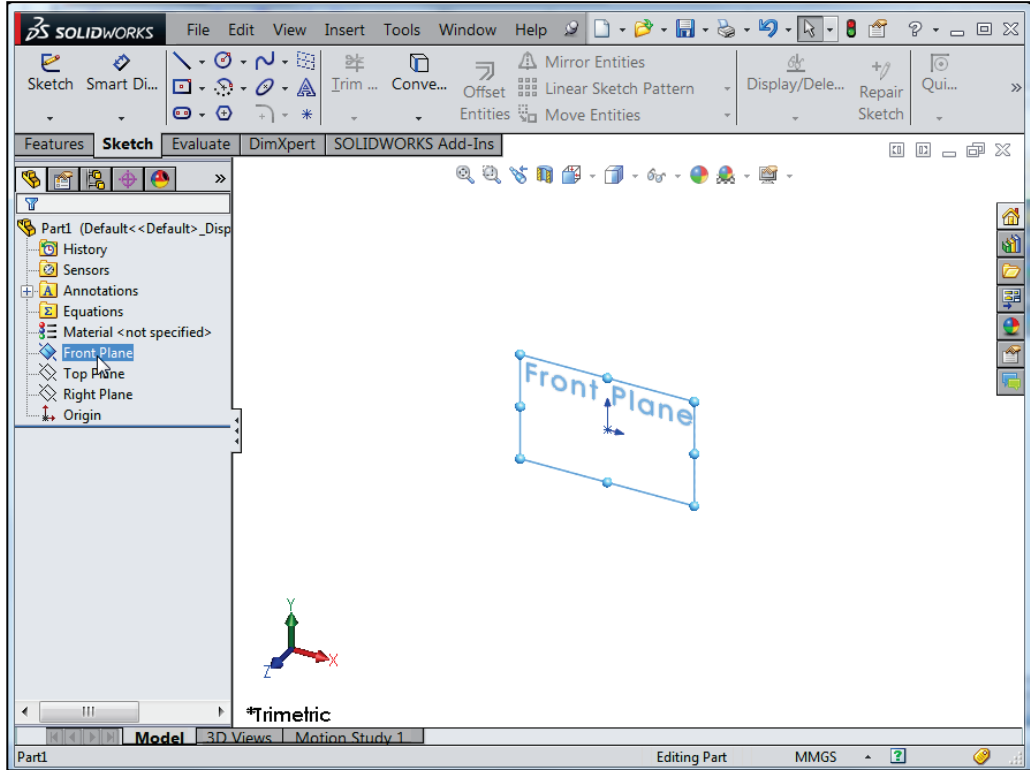 SOLIDWORKS File Edit View Insert Tools Window Help
Sketch Smart Di... Trim ... Conve... Offset Entities Mirror Entities Display/Dele... Repair Sketch Qui...
Linear Sketch Pattern
Move Entities
Features Sketch Evaluate DimXpert SOLIDWORKS Add-Ins
Part1 (Default<<Default>_Disp
History
Sensors
A Annotations
Σ Equations
Material <not specified>
Front Plane
Top Plane
Right Plane
Origin
Front Plane
Y
X
Z
*Trimetric
Model 3D Views Motion Study 1
Part1 Editing Part MMGS